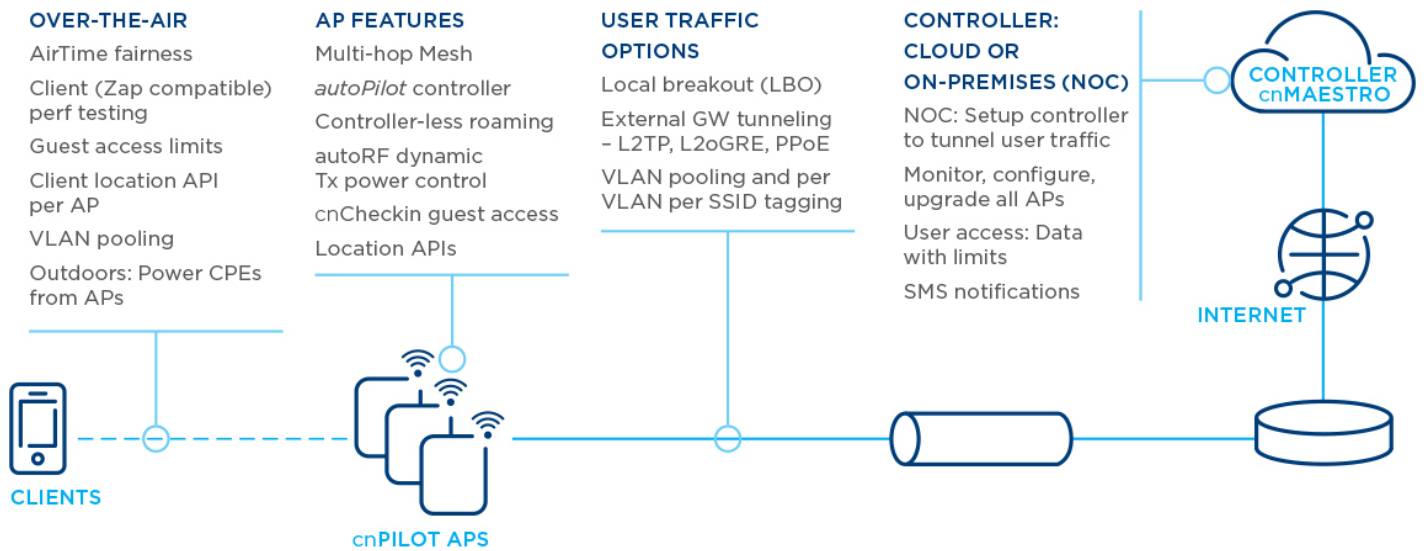 OVER-THE-AIR
AirTime fairness
Client (Zap compatible)
perf testing
Guest access limits
Client location API
per AP
VLAN pooling
Outdoors: Power CPEs
from APs
AP FEATURES
Multi-hop Mesh
autoPilot controller
Controller-less roaming
autoRF dynamic
Tx power control
cnCheckin guest access
Location APIs
USER TRAFFIC
OPTIONS
Local breakout (LBO)
External GW tunneling
– L2TP, L2oGRE, PPoE
VLAN pooling and per
VLAN per SSID tagging
CONTROLLER:
CLOUD OR
ON-PREMISES (NOC)
NOC: Setup controller
to tunnel user traffic
Monitor, configure,
upgrade all APs
User access: Data
with limits
SMS notifications
CONTROLLER
cnMAESTRO
INTERNET
CLIENTS
cnPILOT APS